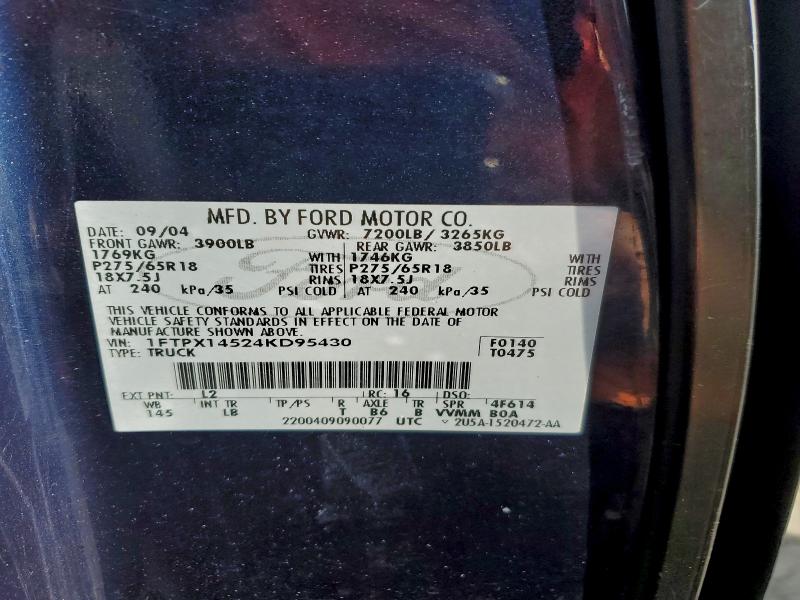 MFD. BY FORD MOTOR CO.
DATE: 09/04 GVWR: 7200LB/ 3265KG
FRONT GAWR: 3900LB REAR GAWR: 3850LB
1769KG WITH 1746KG WITH
P275/65R18 TIRES P275/65R18 TIRES
18X7.5J RIMS 18X7.5J RIMS
AT 240 kPa/35 PSI COLD AT 240 kPa/35 PSI COLD
Ford
THIS VEHICLE CONFORMS TO ALL APPLICABLE FEDERAL MOTOR
VEHICLE SAFETY STANDARDS IN EFFECT ON THE DATE OF
MANUFACTURE SHOWN ABOVE.
VIN: 1FTPX14524KD95430 F0140
TYPE: TRUCK T0475
EXT PNT: L2 RC: 16 DSO:
WB INT TR TP/PS R AXLE TR SPR 4F614
145 LB T B6 B VVMM B0A
2200409090077 UTC 2U5A-1520472-AA